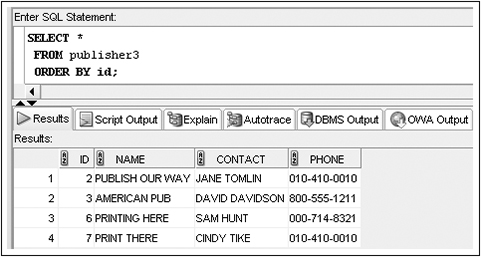 Enter SQL Statement:
SELECT *
FROM publisher3
ORDER BY id;
Results Script Output Explain Autotrace DBMS Output OWA Output
Results:
ID NAME CONTACT PHONE
1 2 PUBLISH OUR WAY JANE TOMLIN 010-410-0010
2 3 AMERICAN PUB DAVID DAVIDSON 800-555-1211
3 6 PRINTING HERE SAM HUNT 000-714-8321
4 7 PRINT THERE CINDY TIKE 010-410-0010